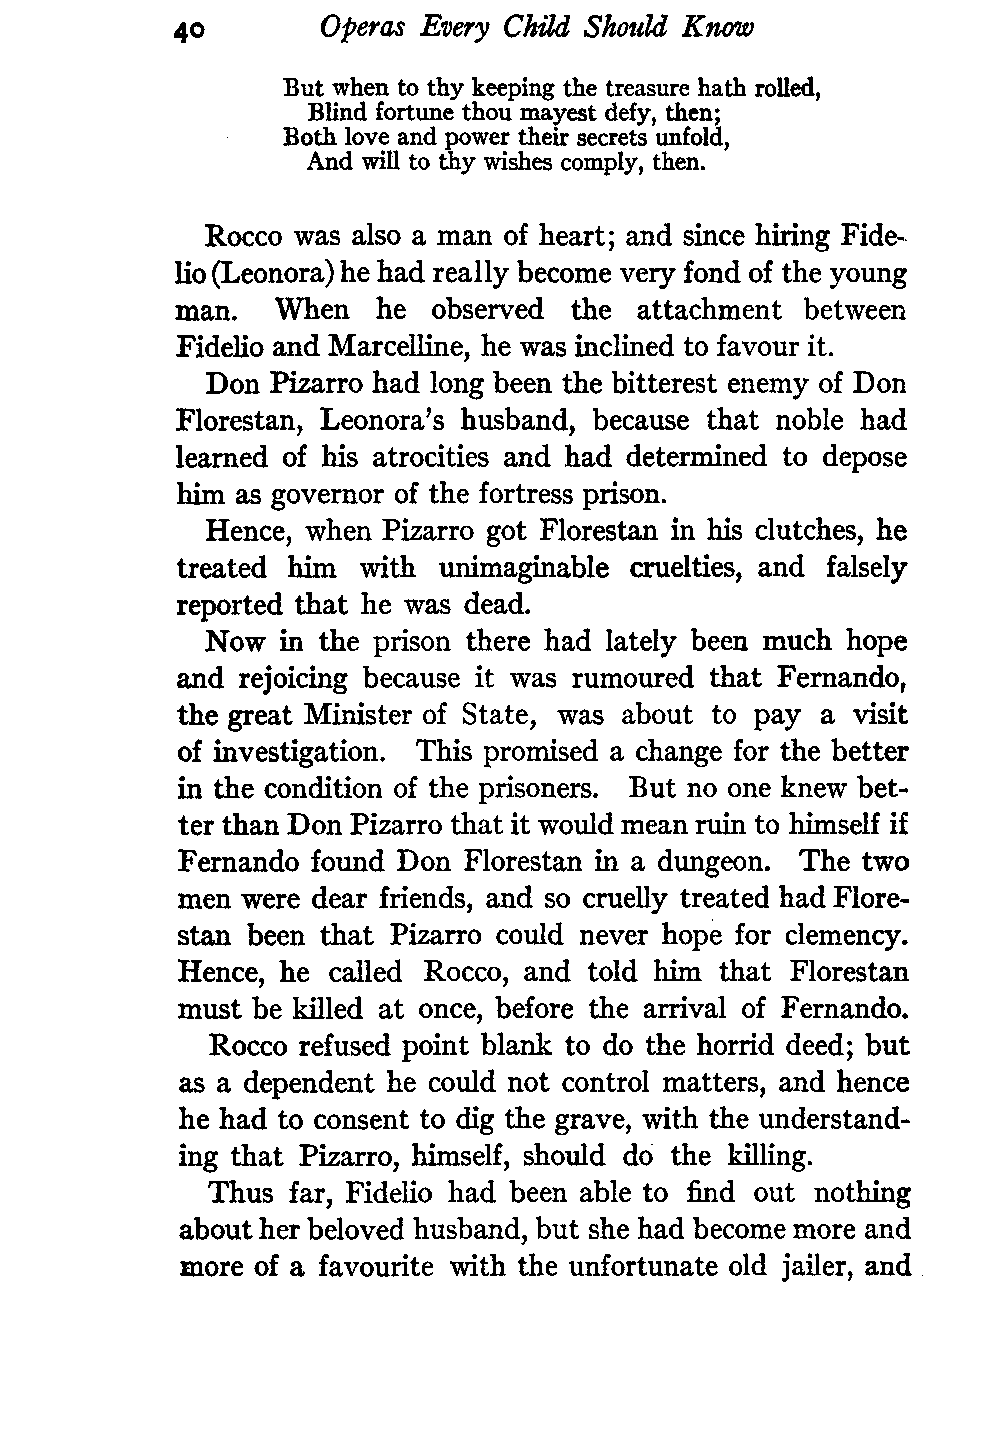 40 Operas Every Child Should Know
But when to thy keeping the treasure hath rolled,
Blind fortune thou mayest defy, then;
Both love and power their secrets unfold,
And will to thy wishes comply, then.
Rocco was also a man of heart; and since hiring Fide-
lio (Leonora) he had really become very fond of the young
man. When he observed the attachment between
Fidelio and Marcelline, he was inclined to favour it.
Don Pizarro had long been the bitterest enemy of Don
Florestan, Leonora's husband, because that noble had
learned of his atrocities and had determined to depose
him as governor of the fortress prison.
Hence, when Pizarro got Florestan in his clutches, he
treated him with unimaginable cruelties, and falsely
reported that he was dead.
Now in the prison there had lately been much hope
and rejoicing because it was rumoured that Fernando,
the great Minister of State, was about to pay a visit
of investigation. This promised a change for the better
in the condition of the prisoners. But no one knew bet-
ter than Don Pizarro that it would mean ruin to himself if
Fernando found Don Florestan in a dungeon. The two
men were dear friends, and so cruelly treated had Flore-
stan been that Pizarro could never hope for clemency.
Hence, he called Rocco, and told him that Florestan
must be killed at once, before the arrival of Fernando.
Rocco refused point blank to do the horrid deed; but
as a dependent he could not control matters, and hence
he had to consent to dig the grave, with the understand-
ing that Pizarro, himself, should do the killing.
Thus far, Fidelio had been able to find out nothing
about her beloved husband, but she had become more and
more of a favourite with the unfortunate old jailer, and